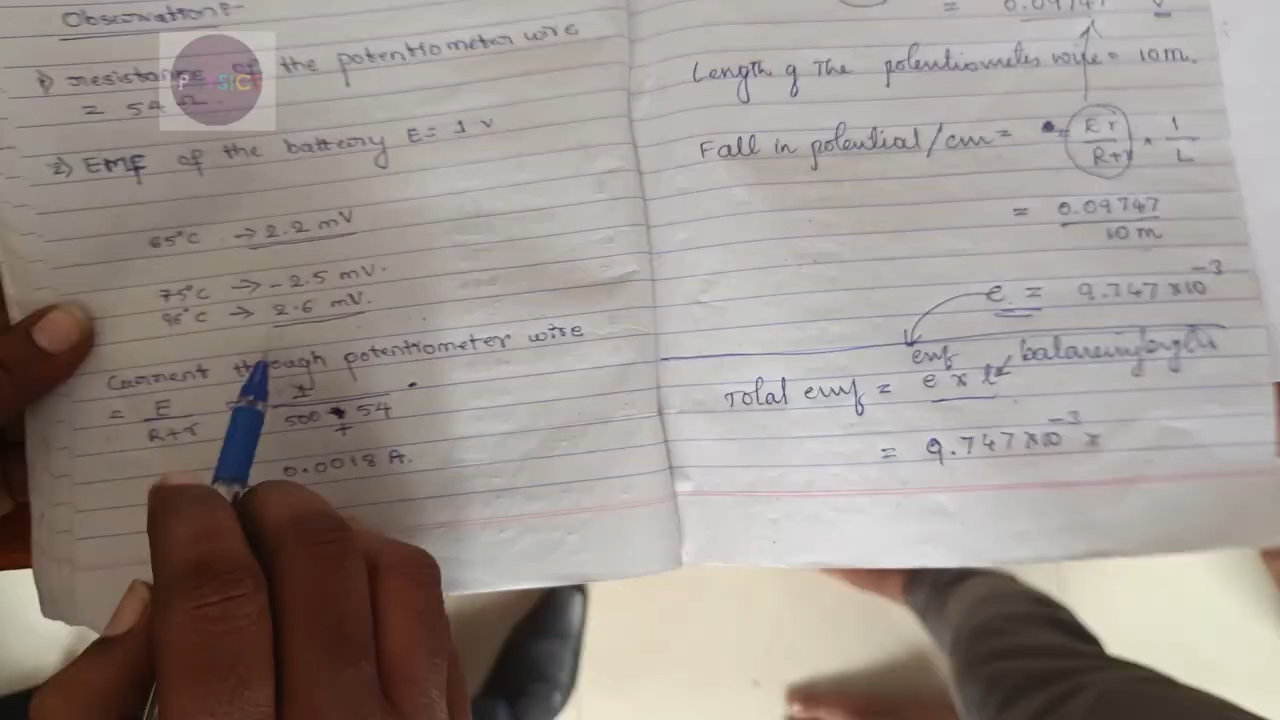 Observation:-
1) resistance of the potentiometer wire
= 54 Ω.
2) EMF of the battery E = 1 v
65°C → 2.2 mV
75°C → - 2.5 mV.
96°C → 2.6 mV.
Current through potentiometer wire
= E / R+r = 1 / 500 + 54
0.0018 A.
= 0.09747 V
Length of The potentiometer wire = 10m.
Fall in potential/cm = Er / R+r × 1 / L
= 0.09747 / 10 m
e = 9.747 × 10⁻³
emf balancing length
Total emf = e × l
= 9.747 × 10⁻³ ×